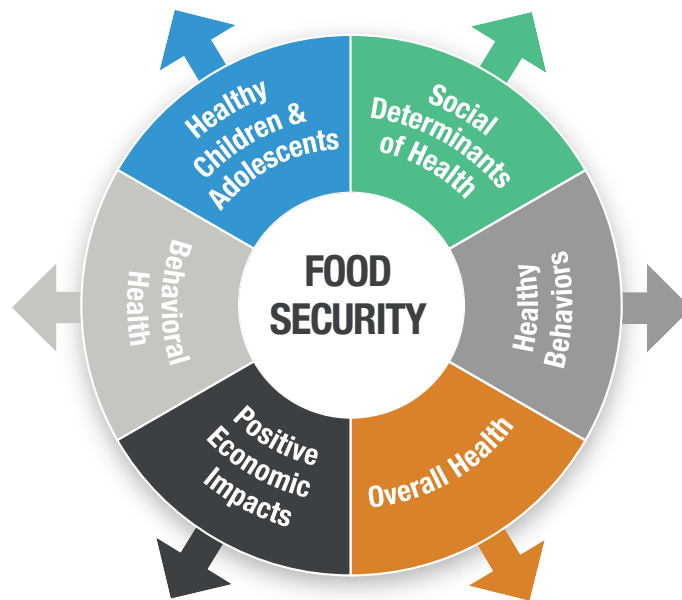 Healthy
Children &
Adolescents
Social
Determinants
of Health
Behavioral
Health
FOOD
SECURITY
Healthy
Behaviors
Positive
Economic
Impacts
Overall Health